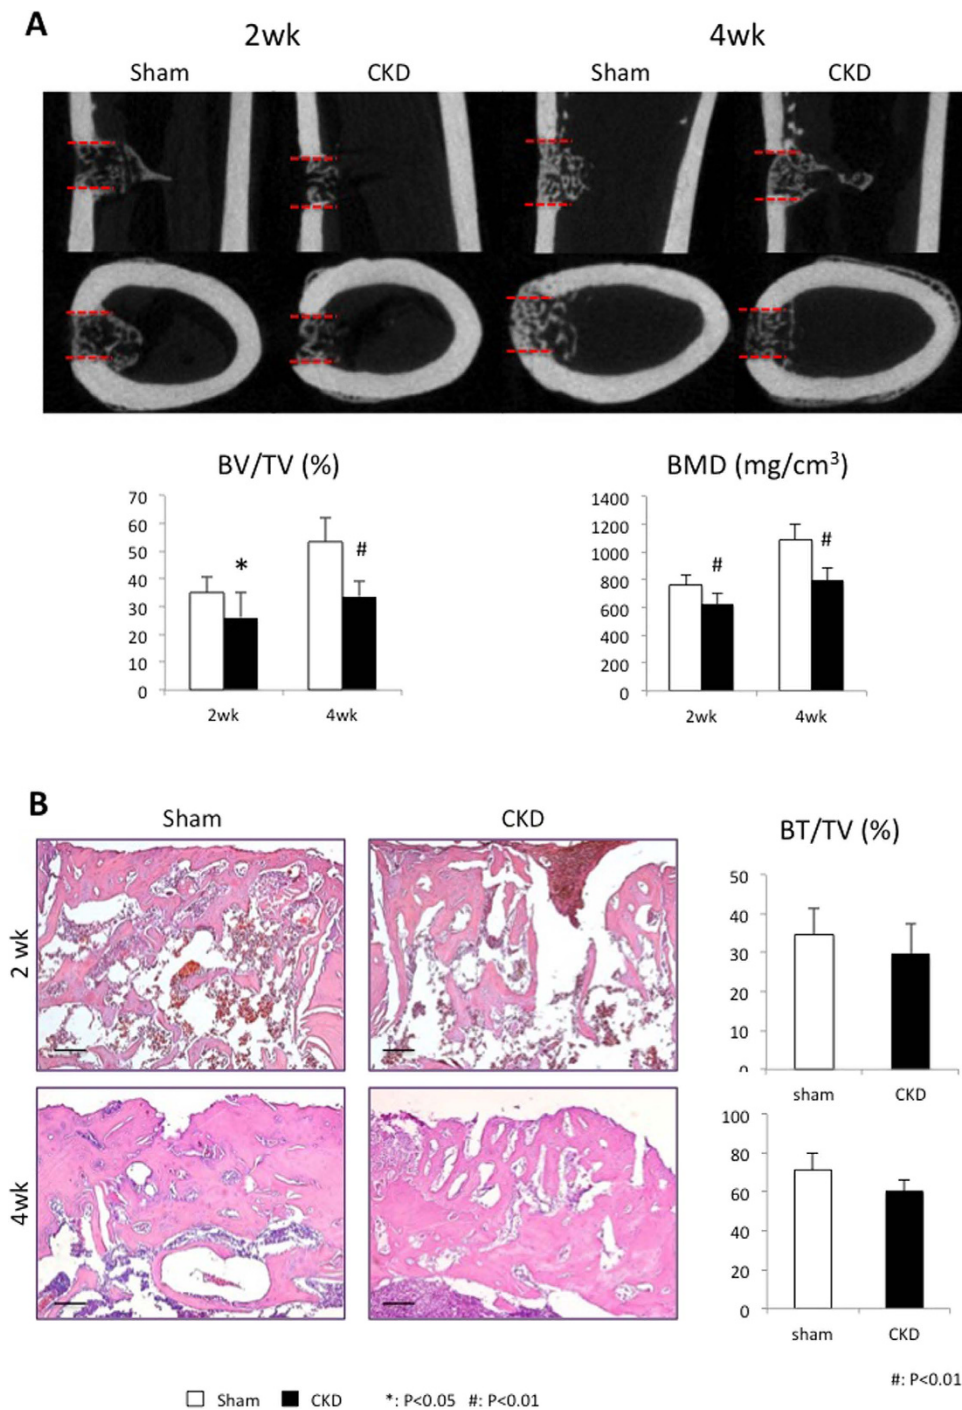 A
2wk
4wk
Sham
CKD
Sham
CKD
BV/TV (%)
70
60
50
40
30
20
10
0
*
#
2wk
4wk
BMD (mg/cm³)
1400
1200
1000
800
600
400
200
0
#
#
2wk
4wk
B
Sham
CKD
2 wk
4wk
BT/TV (%)
50
40
30
20
10
0
sham
CKD
100
80
60
40
20
0
sham
CKD
#: P<0.01
Sham CKD *: P<0.05 #: P<0.01